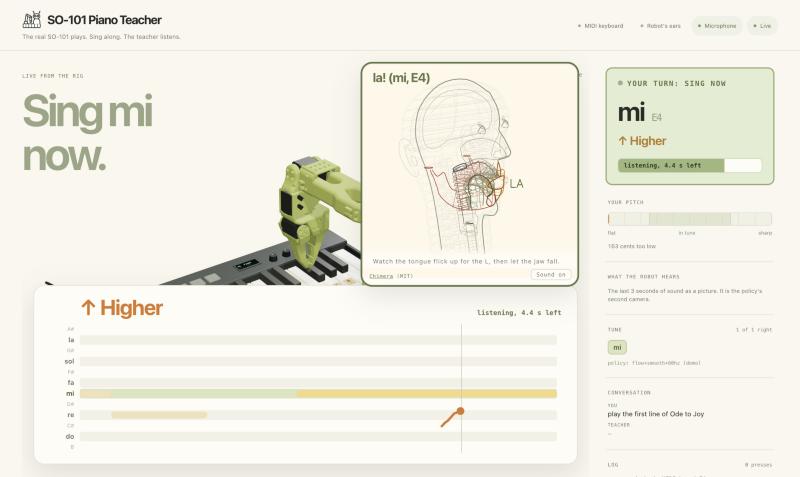 SO-101 Piano Teacher
The real SO-101 plays. Sing along. The teacher listens.
MIDI keyboard
Robot's ears
Microphone
Live
LIVE FROM THE RIG
Sing mi
now.
la! (mi, E4)
LA
Watch the tongue flick up for the L, then let the jaw fall.
Chimera (MIT)
Sound on
↑ Higher
listening, 4.4 s left
A#
la
G#
sol
F#
fa
mi
D#
re
C#
do
B
YOUR TURN: SING NOW
mi E4
↑ Higher
listening, 4.4 s left
YOUR PITCH
flat
in tune
sharp
163 cents too low
WHAT THE ROBOT HEARS
The last 3 seconds of sound as a picture. It is the policy's
second camera.
TUNE
1 of 1 right
mi
policy: flow+smooth+60hz (demo)
CONVERSATION
YOU
play the first line of Ode to Joy
TEACHER
—
LOG
0 presses